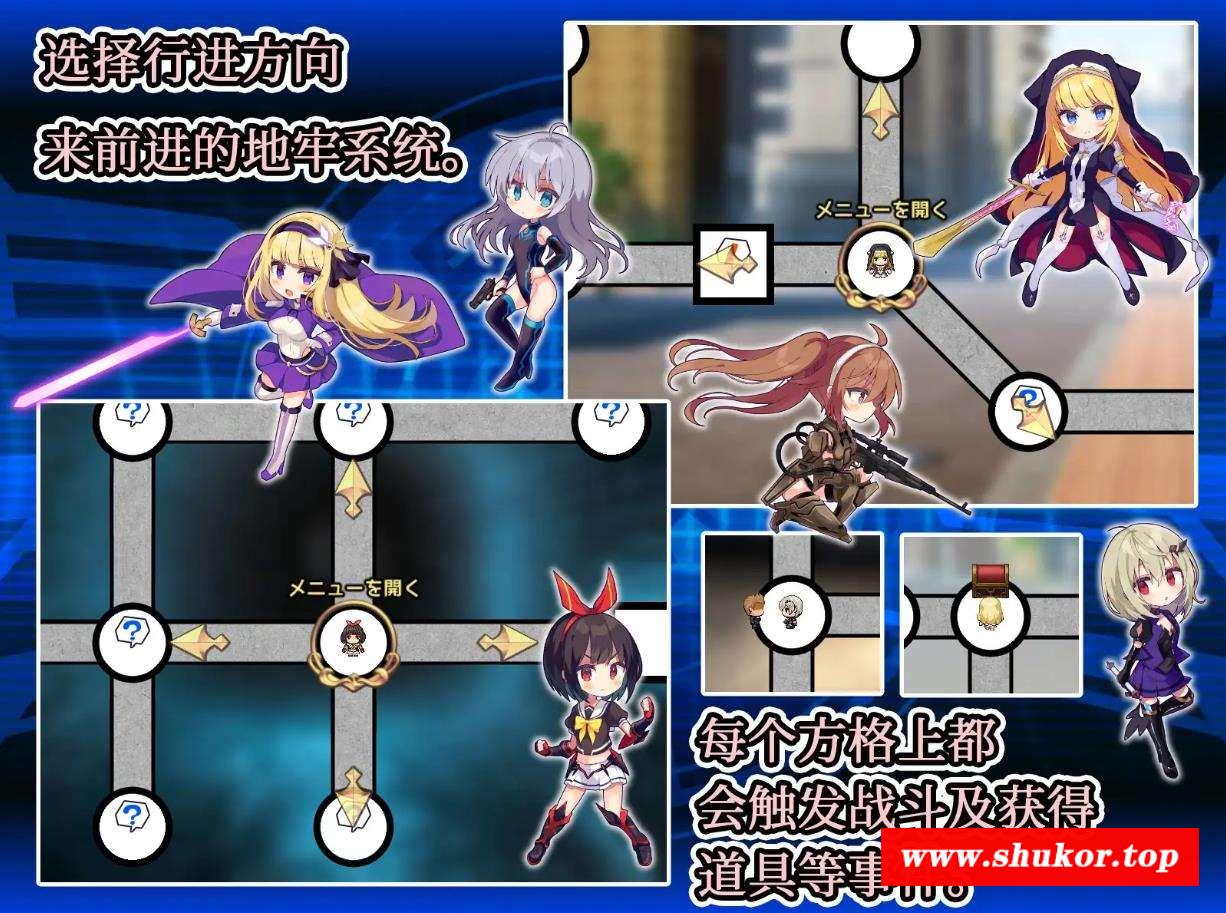 选择行进方向
来前进的地牢系统。
メニューを開く
メニューを開く
每个方格上都
会触发战斗及获得
道具等事件。
www.shukor.top